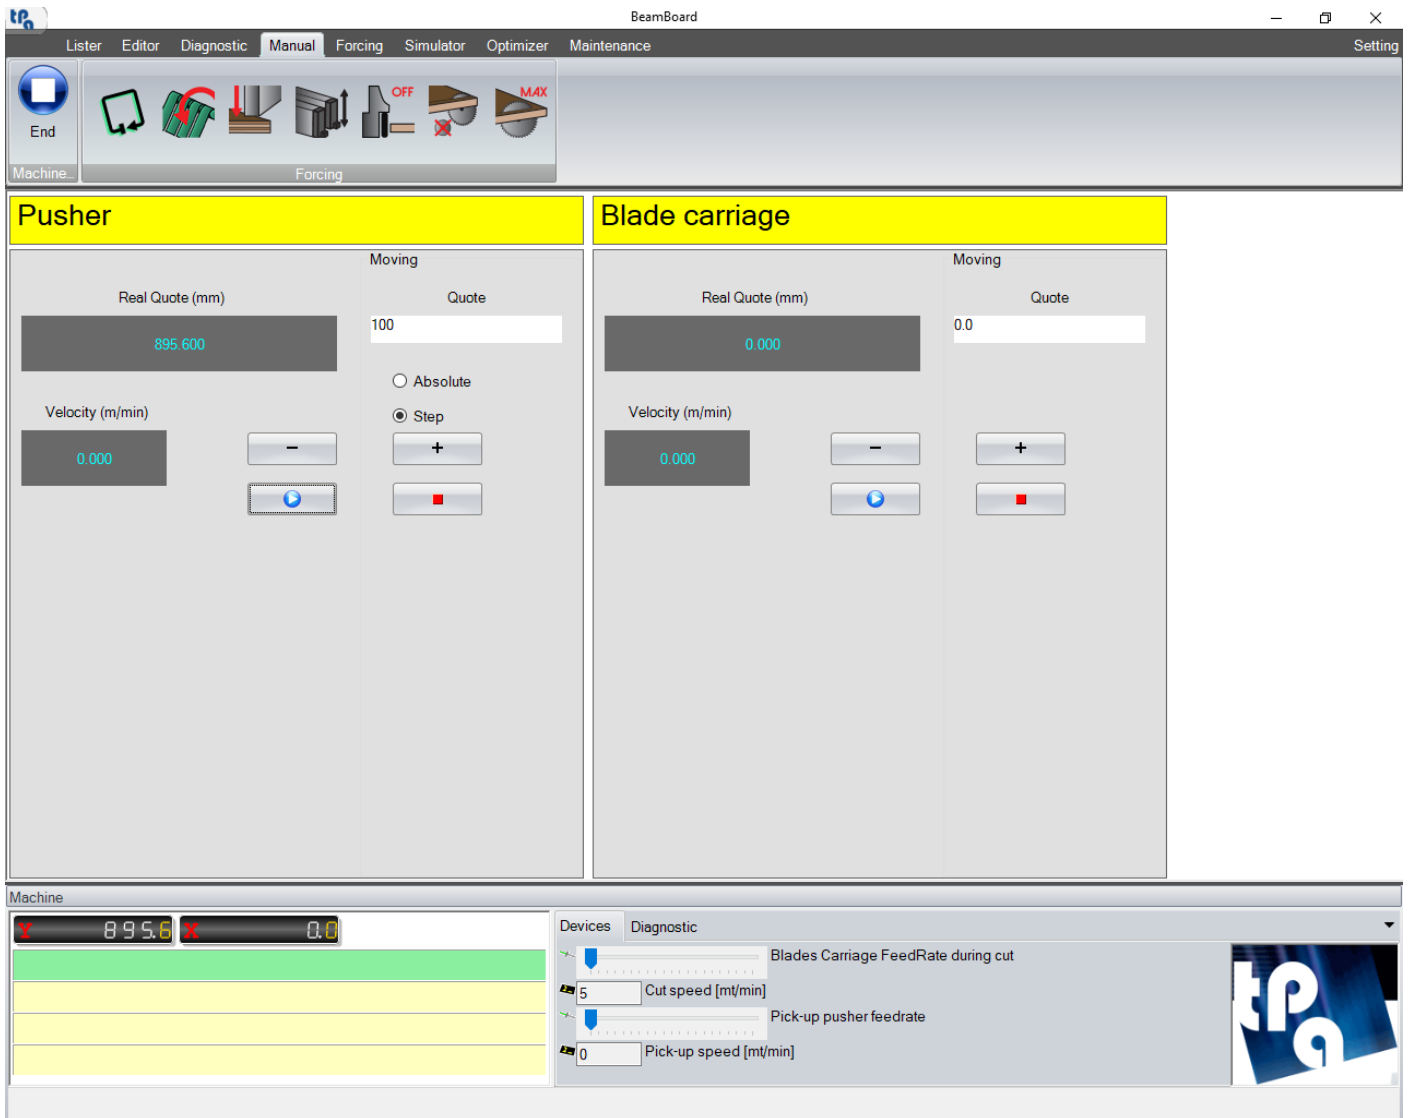 tpa
BeamBoard
Lister Editor Diagnostic Manual Forcing Simulator Optimizer Maintenance Setting
OFF MAX
End
Machine...
Forcing
Pusher
Blade carriage
Moving
Moving
Real Quote (mm) Quote
Real Quote (mm) Quote
895.600 100
0.000 0.0
Absolute
Step
Velocity (m/min)
Velocity (m/min)
0.000 - +
0.000 - +
Machine
Y 895.6 X 0.0
Devices Diagnostic
Blades Carriage FeedRate during cut
5 Cut speed [mt/min]
Pick-up pusher feedrate
0 Pick-up speed [mt/min]
tpa